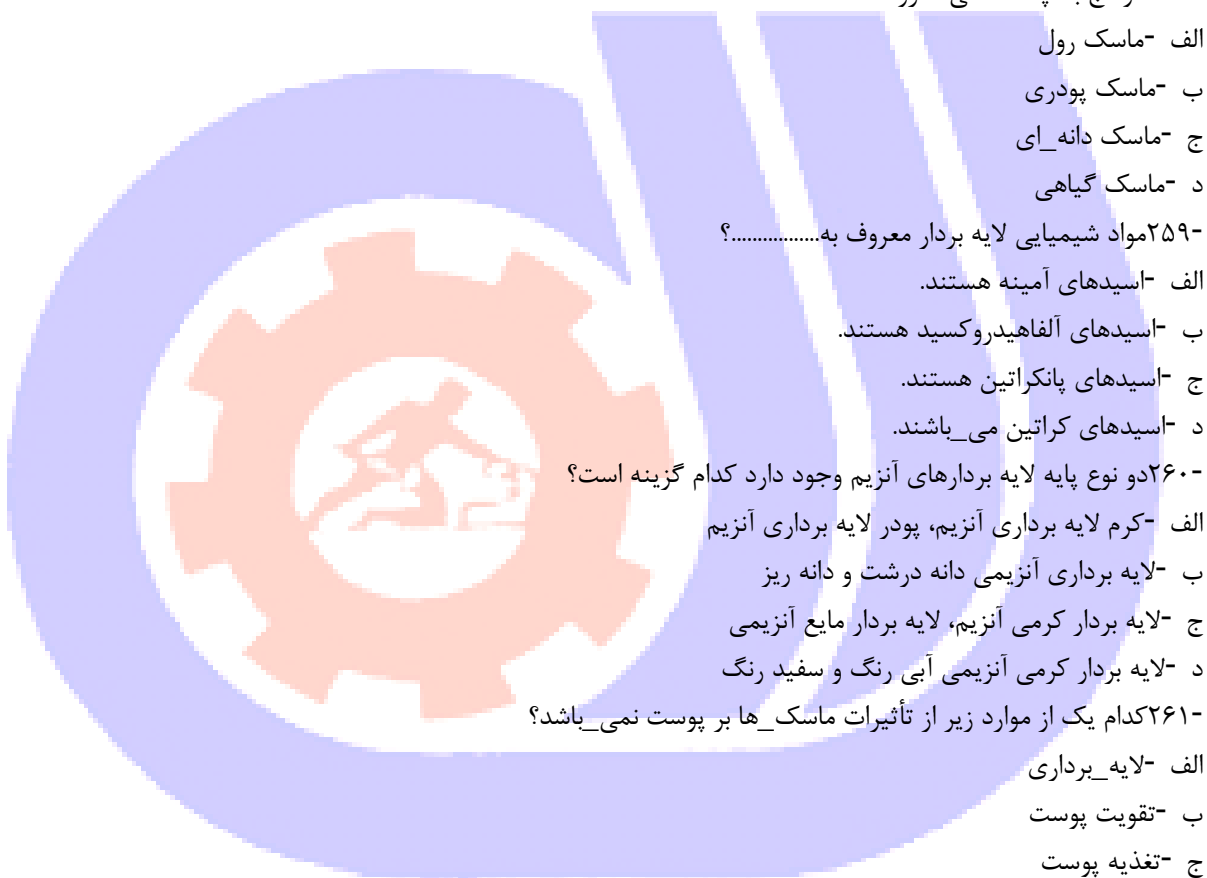 الف -ماسک رول
ب -ماسک پودری
ج -ماسک دانه_ای
د -ماسک گیاهی
-۲۵۹مواد شیمیایی لایه بردار معروف به.................؟
الف -اسیدهای آمینه هستند.
ب -اسیدهای آلفاهیدروکسید هستند.
ج -اسیدهای پانکراتین هستند.
د -اسیدهای کراتین می_باشند.
-۲۶۰دو نوع پایه لایه بردارهای آنزیم وجود دارد کدام گزینه است؟
الف -کرم لایه برداری آنزیم، پودر لایه برداری آنزیم
ب -لایه برداری آنزیمی دانه درشت و دانه ریز
ج -لایه بردار کرمی آنزیم، لایه بردار مایع آنزیمی
د -لایه بردار کرمی آنزیمی آبی رنگ و سفید رنگ
-۲۶۱کدام یک از موارد زیر از تأثیرات ماسک_ها بر پوست نمی_باشد؟
الف -لایه_برداری
ب -تقویت پوست
ج -تغذیه پوست